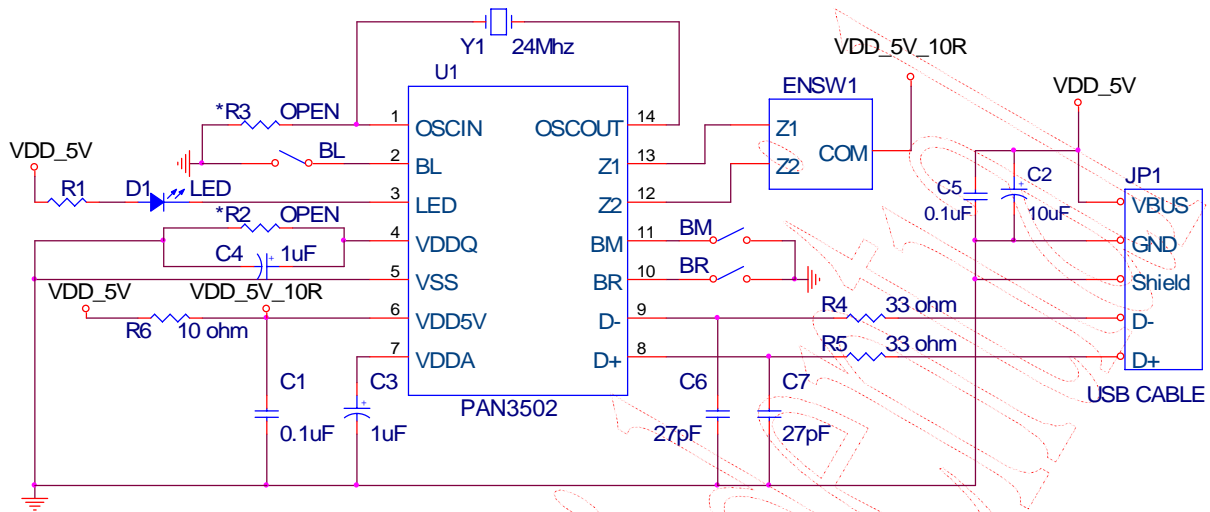 Y1 24Mhz
VDD_5V_10R
U1
ENSW1
VDD_5V
*R3 OPEN
1 OSCIN OSCOUT 14
Z1
BL
2 BL Z1 13
COM
VDD_5V
Z2
R1 D1 LED
3 LED Z2 12
C5 0.1uF
C2 10uF
JP1
VBUS
*R2 OPEN
4 VDDQ BM 11 BM
GND
C4 1uF
5 VSS BR 10 BR
Shield
VDD_5V VDD_5V_10R
R6 10 ohm
6 VDD5V D- 9
R4 33 ohm
D-
7 VDDA D+ 8
R5 33 ohm
D+
C1 0.1uF
C3 1uF
PAN3502
C6 27pF
C7 27pF
USB CABLE